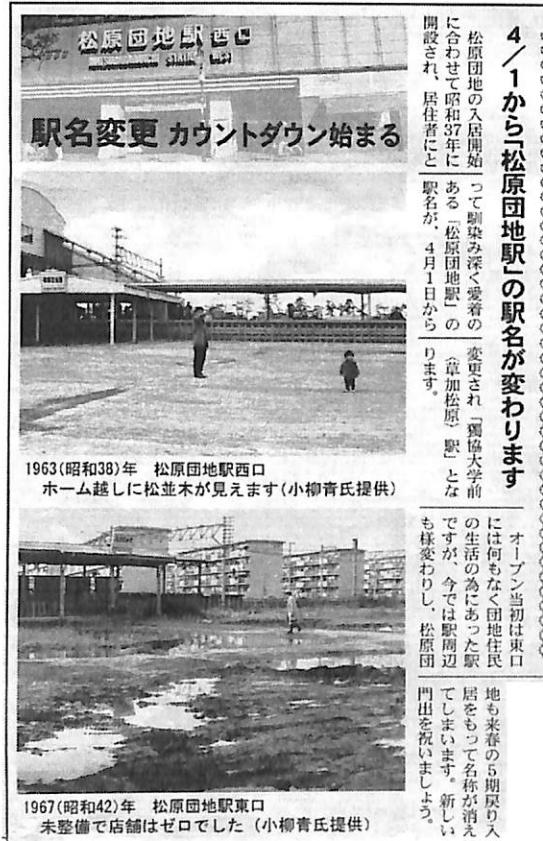 4/1から「松原団地駅」の駅名が変わります
松原団地の入居開始
に合わせて昭和37年に
開設され、居住者にと
って馴染み深く愛着の
ある「松原団地駅」の
駅名が、4月1日から
変更され「獨協大学前
〈草加松原〉駅」とな
ります。
オープン当初は東口
には何もなく団地住民
の生活の為にあった駅
ですが、今では駅周辺
も様変わりし、松原団
地も来春の5期戻り入
居をもって名称が消え
てしまいます。新しい
門出を祝いましょう。
松原団地駅西口
駅名変更 カウントダウン始まる
1963(昭和38)年 松原団地駅西口
ホーム越しに松並木が見えます(小柳青氏提供)
1967(昭和42)年 松原団地駅東口
未整備で店舗はゼロでした (小柳青氏提供)